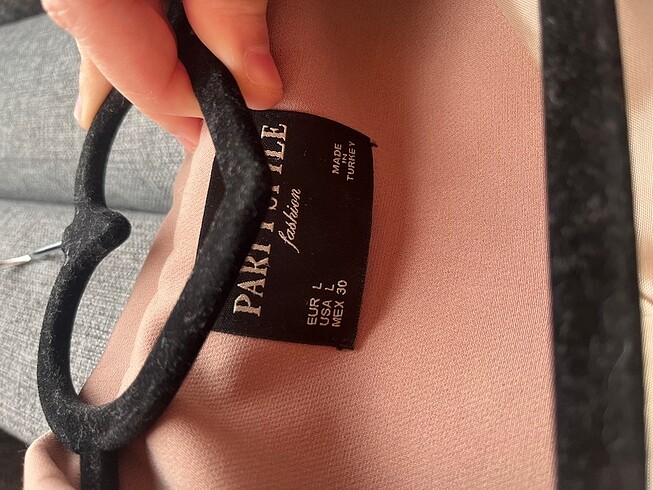 fashion
MADE
IN
TURKEY
EUR L
USA L
MEX 30